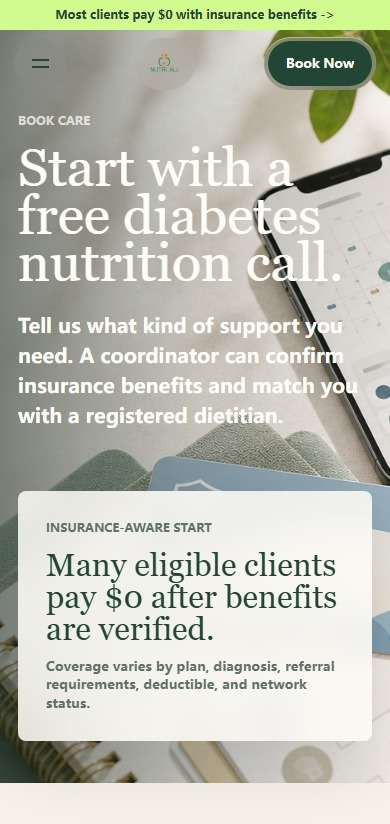 Most clients pay $0 with insurance benefits ->
NUTRI ALL
Book Now
BOOK CARE
Start with a
free diabetes
nutrition call.
Tell us what kind of support you
need. A coordinator can confirm
insurance benefits and match you
with a registered dietitian.
INSURANCE-AWARE START
Many eligible clients
pay $0 after benefits
are verified.
Coverage varies by plan, diagnosis, referral
requirements, deductible, and network
status.